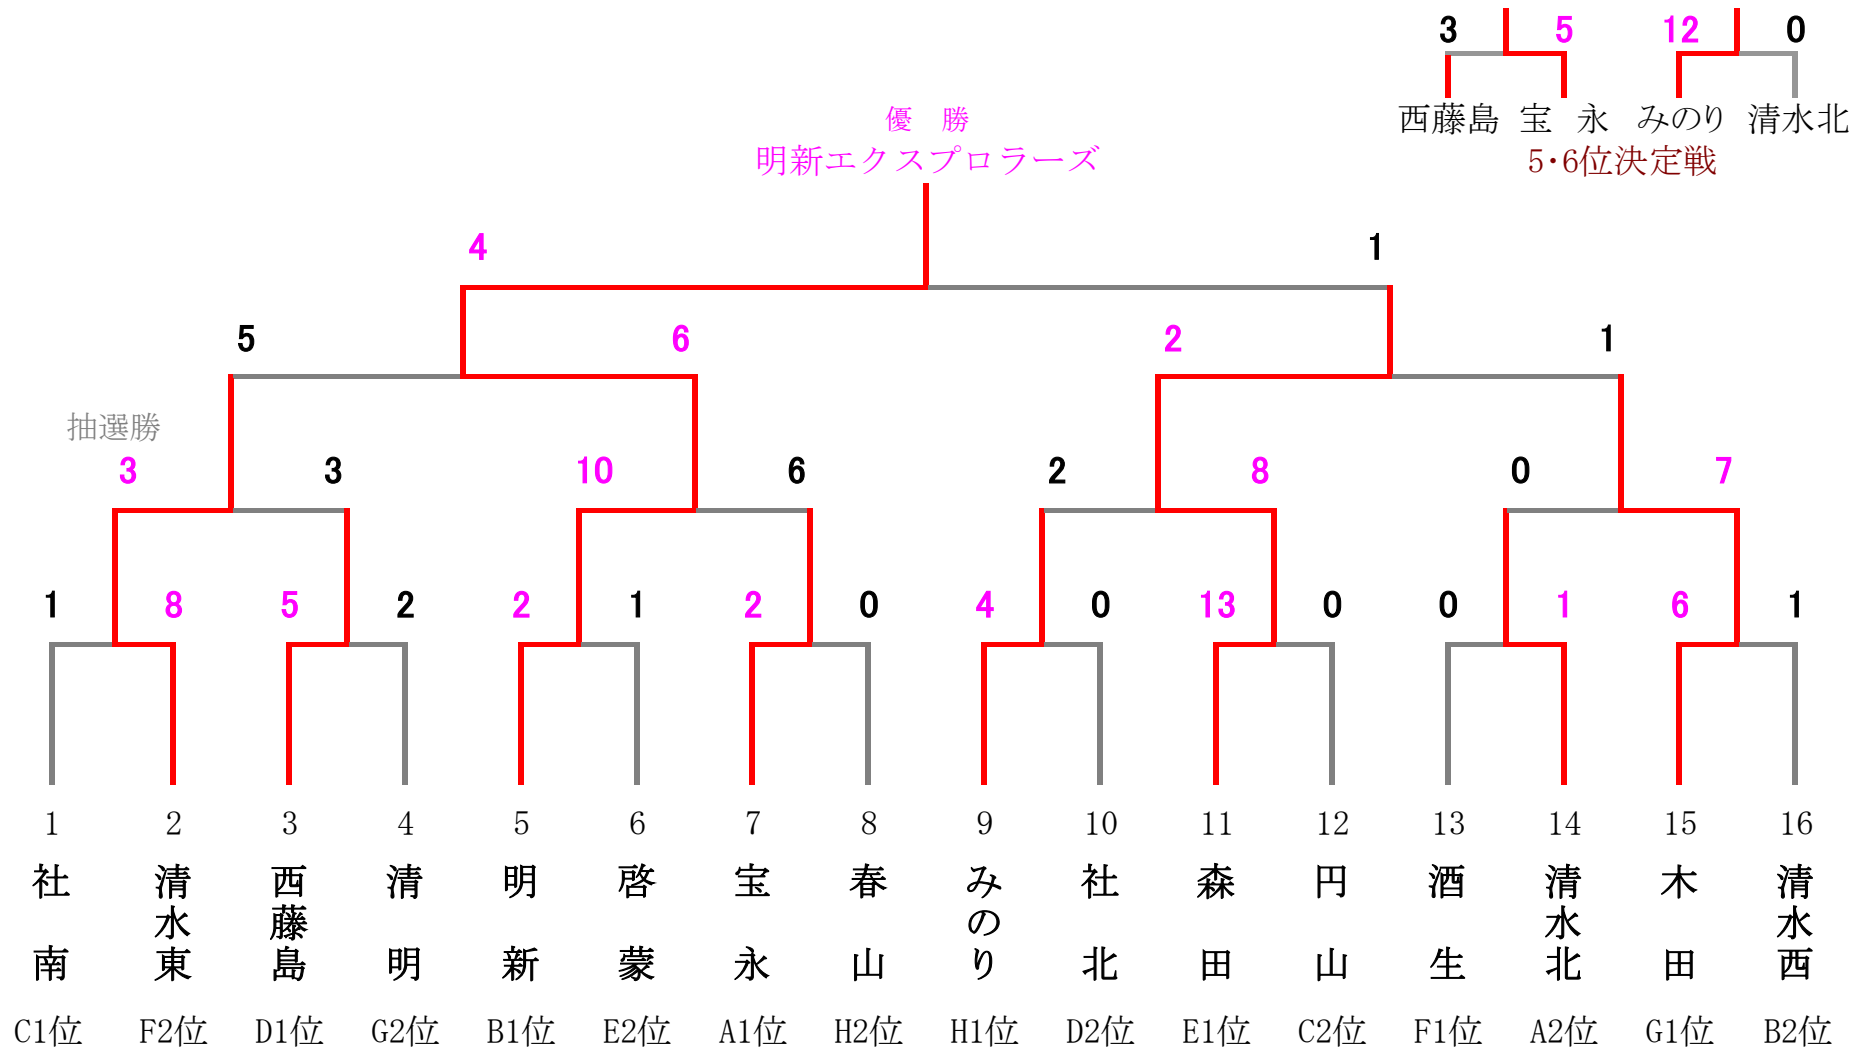 3 5 12 0
西藤島 宝 永 みのり 清水北
5・6位決定戦
優 勝
明新エクスプロラーズ
4 1
5 6 2 1
抽選勝
3 3 10 6 2 8 0 7
1 8 5 2 2 1 2 0 4 0 13 0 0 1 6 1
1 2 3 4 5 6 7 8 9 10 11 12 13 14 15 16
社南 清水東 西藤島 清明 明新 啓蒙 宝永 春山 みのり 社北 森田 円山 酒生 清水北 木田 清水西
C1位 F2位 D1位 G2位 B1位 E2位 A1位 H2位 H1位 D2位 E1位 C2位 F1位 A2位 G1位 B2位